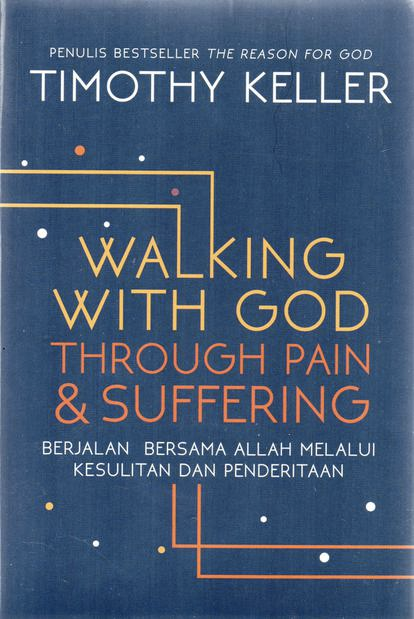 PENULIS BESTSELLER THE REASON FOR GOD
TIMOTHY KELLER
WALKING
WITH GOD
THROUGH PAIN
& SUFFERING
BERJALAN BERSAMA ALLAH MELALUI
KESULITAN DAN PENDERITAAN